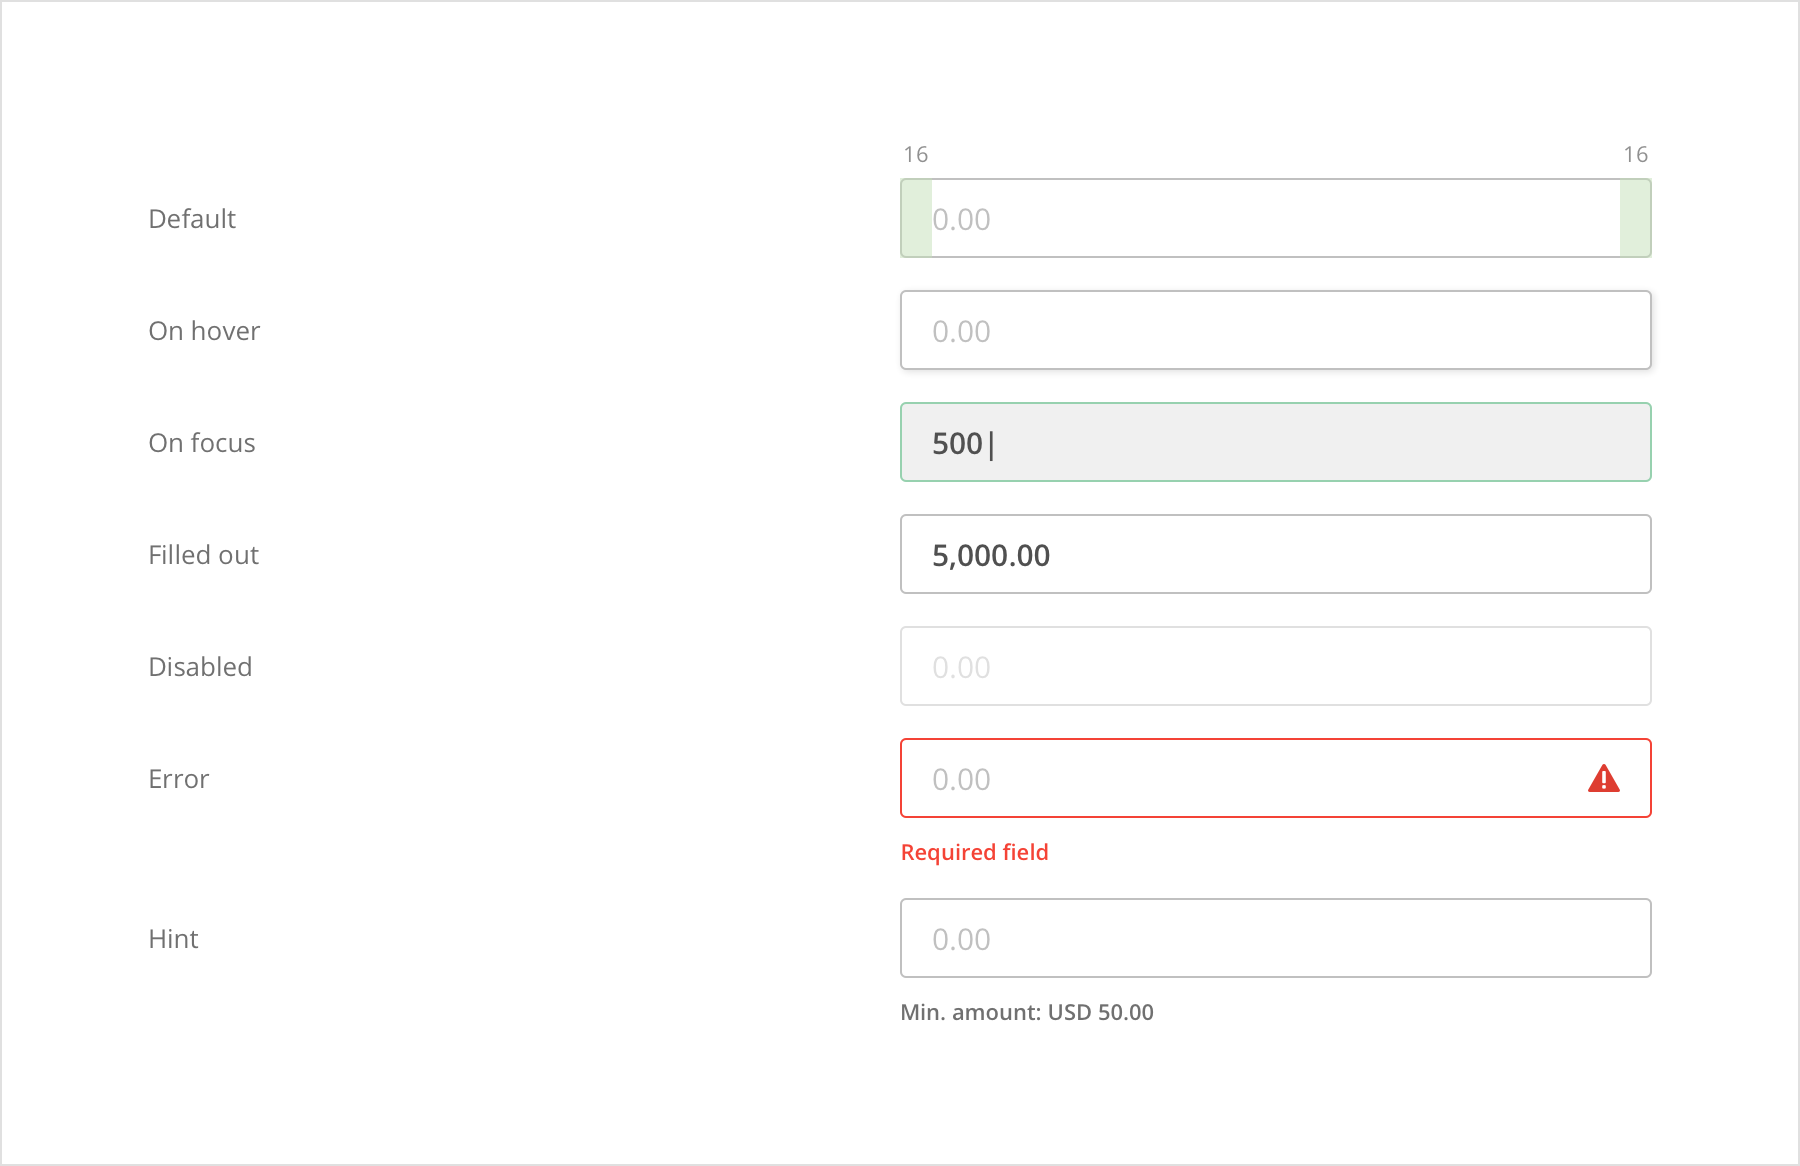 16 16
Default 0.00
On hover 0.00
On focus 500
Filled out 5,000.00
Disabled 0.00
Error 0.00
Required field
Hint 0.00
Min. amount: USD 50.00